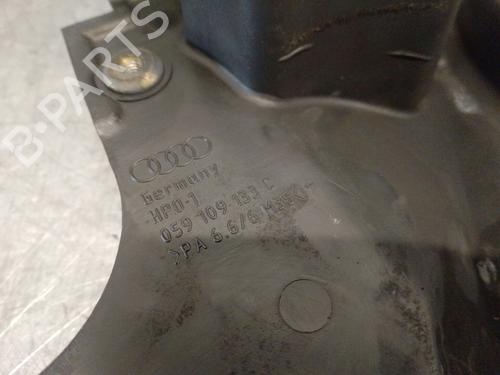 B-PARTS
Germany
HPO-1
059 109 133 C